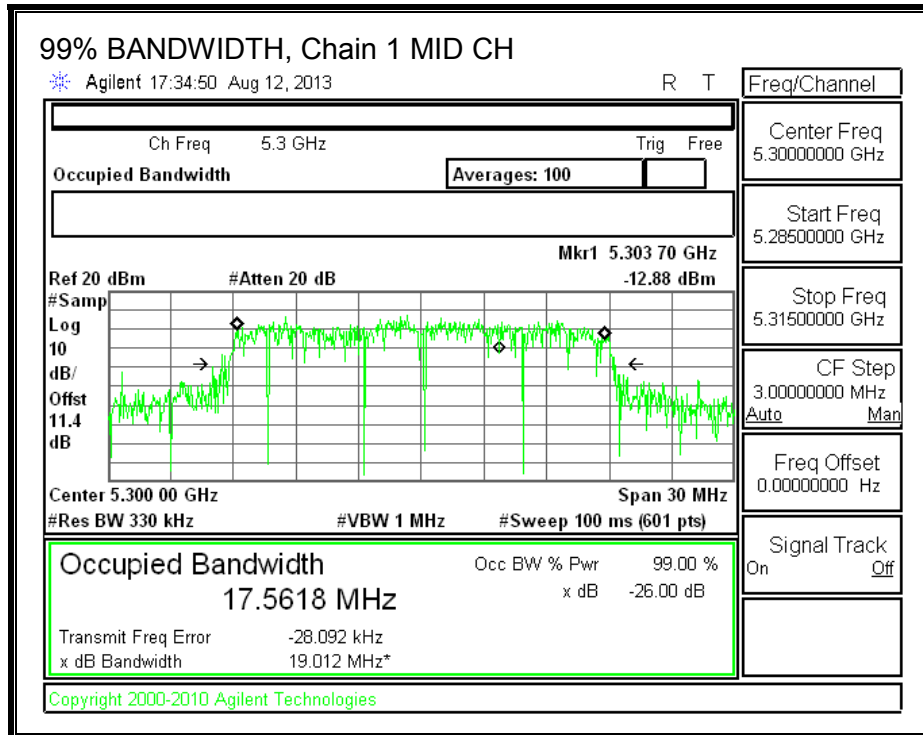 99% BANDWIDTH, Chain 1 MID CH
Agilent 17:34:50 Aug 12, 2013 R T
Freq/Channel
Ch Freq 5.3 GHz Trig Free
Occupied Bandwidth Averages: 100
Mkr1 5.303 70 GHz
Ref 20 dBm #Atten 20 dB -12.88 dBm
#Samp
Log
10
dB/
Offst
11.4
dB
Center 5.300 00 GHz Span 30 MHz
#Res BW 330 kHz #VBW 1 MHz #Sweep 100 ms (601 pts)
Occupied Bandwidth Occ BW % Pwr 99.00 %
17.5618 MHz x dB -26.00 dB
Transmit Freq Error -28.092 kHz
x dB Bandwidth 19.012 MHz*
Copyright 2000-2010 Agilent Technologies
Center Freq
5.30000000 GHz
Start Freq
5.28500000 GHz
Stop Freq
5.31500000 GHz
CF Step
3.00000000 MHz
Auto Man
Freq Offset
0.00000000 Hz
Signal Track
On Off